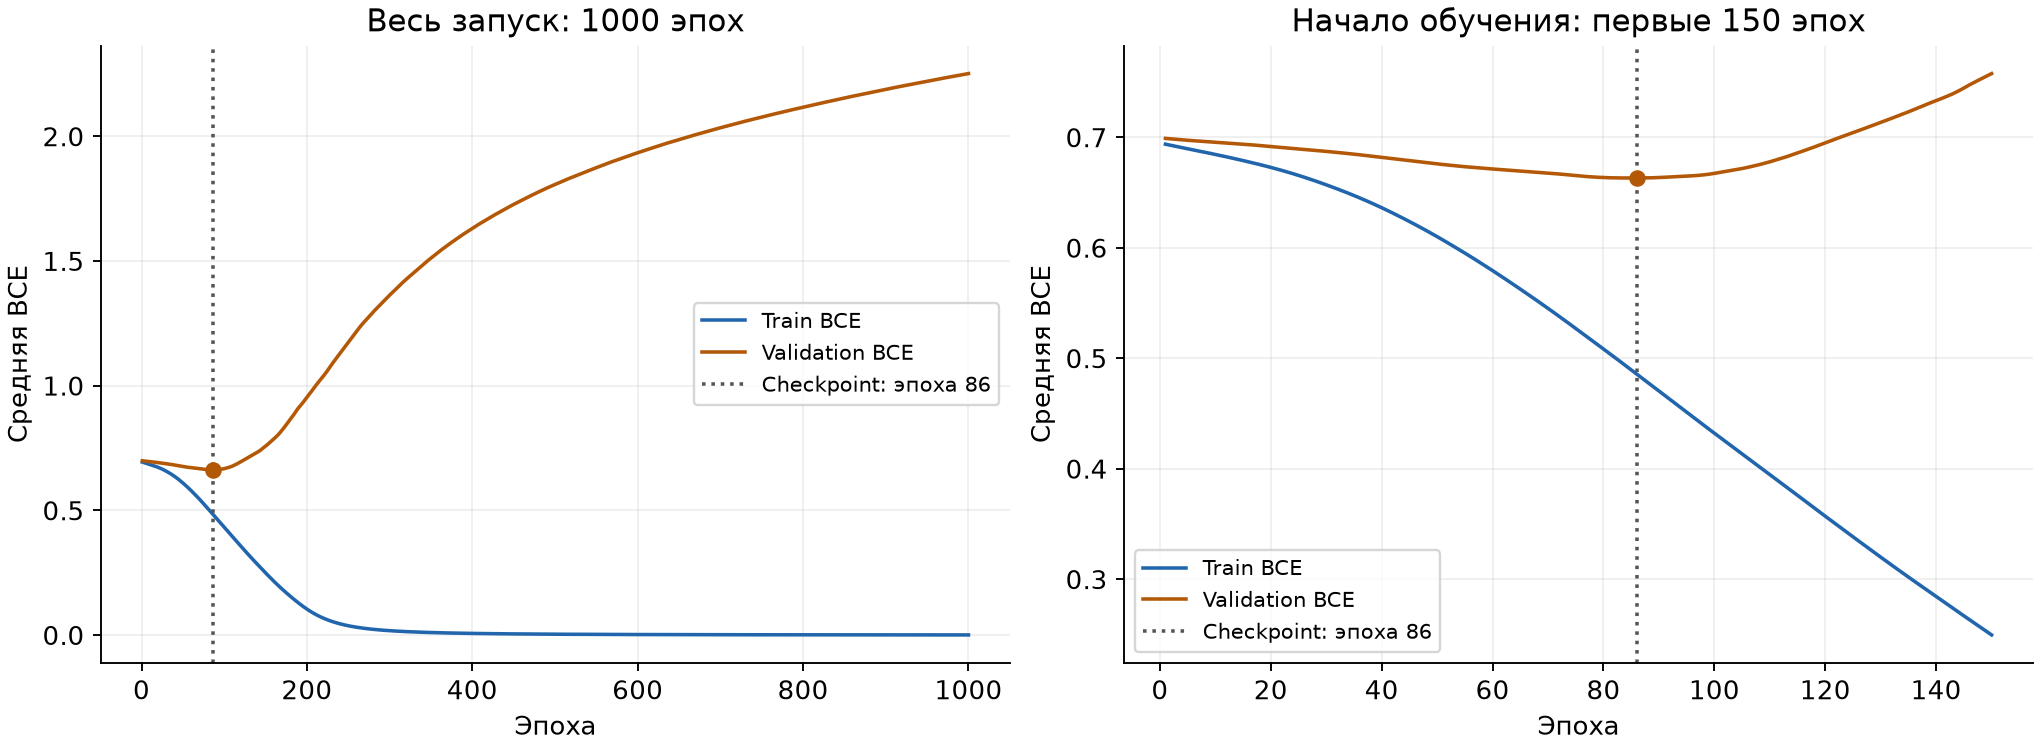 Весь запуск: 1000 эпох
Средняя BCE
2.0
1.5
1.0
0.5
0.0
Train BCE
Validation BCE
Checkpoint: эпоха 86
0 200 400 600 800 1000
Эпоха
Начало обучения: первые 150 эпох
Средняя BCE
0.7
0.6
0.5
0.4
0.3
Train BCE
Validation BCE
Checkpoint: эпоха 86
0 20 40 60 80 100 120 140
Эпоха